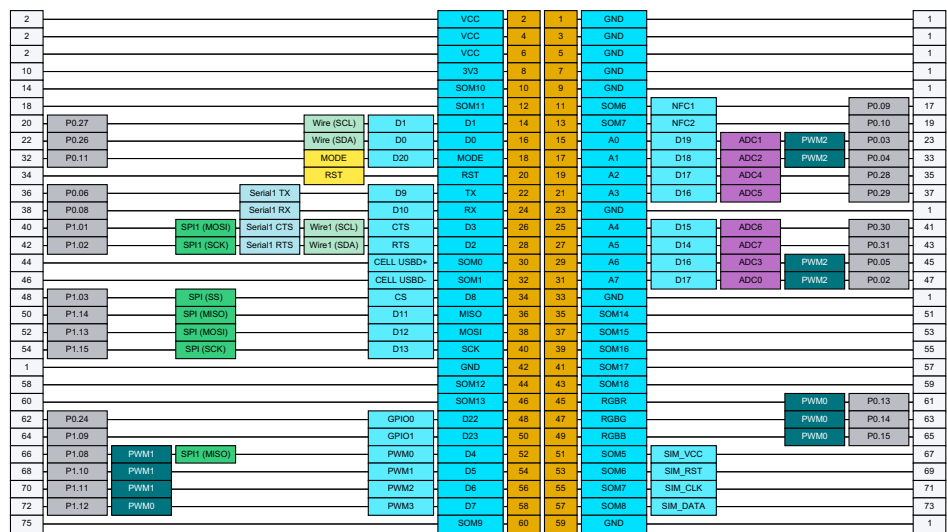 2 VCC 2 1 GND 1
2 VCC 4 3 GND 1
2 VCC 6 5 GND 1
10 3V3 8 7 GND 1
14 SOM10 10 9 GND 1
18 SOM11 12 11 SOM6 NFC1 P0.09 17
20 P0.27 Wire (SCL) D1 D1 14 13 SOM7 NFC2 P0.10 19
22 P0.26 Wire (SDA) D0 D0 16 15 A0 D19 ADC1 PWM2 P0.03 23
32 P0.11 MODE D20 MODE 18 17 A1 D18 ADC2 PWM2 P0.04 33
34 RST RST 20 19 A2 D17 ADC4 P0.28 35
36 P0.06 Serial1 TX D9 TX 22 21 A3 D16 ADC5 P0.29 37
38 P0.08 Serial1 RX D10 RX 24 23 GND 1
40 P1.01 SPI1 (MOSI) Serial1 CTS Wire1 (SCL) CTS D3 26 25 A4 D15 ADC6 P0.30 41
42 P1.02 SPI1 (SCK) Serial1 RTS Wire1 (SDA) RTS D2 28 27 A5 D14 ADC7 P0.31 43
44 CELL USBD+ SOM0 30 29 A6 D16 ADC3 PWM2 P0.05 45
46 CELL USBD- SOM1 32 31 A7 D17 ADC0 PWM2 P0.02 47
48 P1.03 SPI (SS) CS D8 34 33 GND 1
50 P1.14 SPI (MISO) D11 MISO 36 35 SOM14 51
52 P1.13 SPI (MOSI) D12 MOSI 38 37 SOM15 53
54 P1.15 SPI (SCK) D13 SCK 40 39 SOM16 55
1 GND 42 41 SOM17 57
58 SOM12 44 43 SOM18 59
60 SOM13 46 45 RGBR PWM0 P0.13 61
62 P0.24 GPIO0 D22 48 47 RGBG PWM0 P0.14 63
64 P1.09 GPIO1 D23 50 49 RGBB PWM0 P0.15 65
66 P1.08 PWM1 SPI1 (MISO) PWM0 D4 52 51 SOM5 SIM_VCC 67
68 P1.10 PWM1 PWM1 D5 54 53 SOM6 SIM_RST 69
70 P1.11 PWM1 PWM2 D6 56 55 SOM7 SIM_CLK 71
72 P1.12 PWM0 PWM3 D7 58 57 SOM8 SIM_DATA 73
75 SOM9 60 59 GND 1